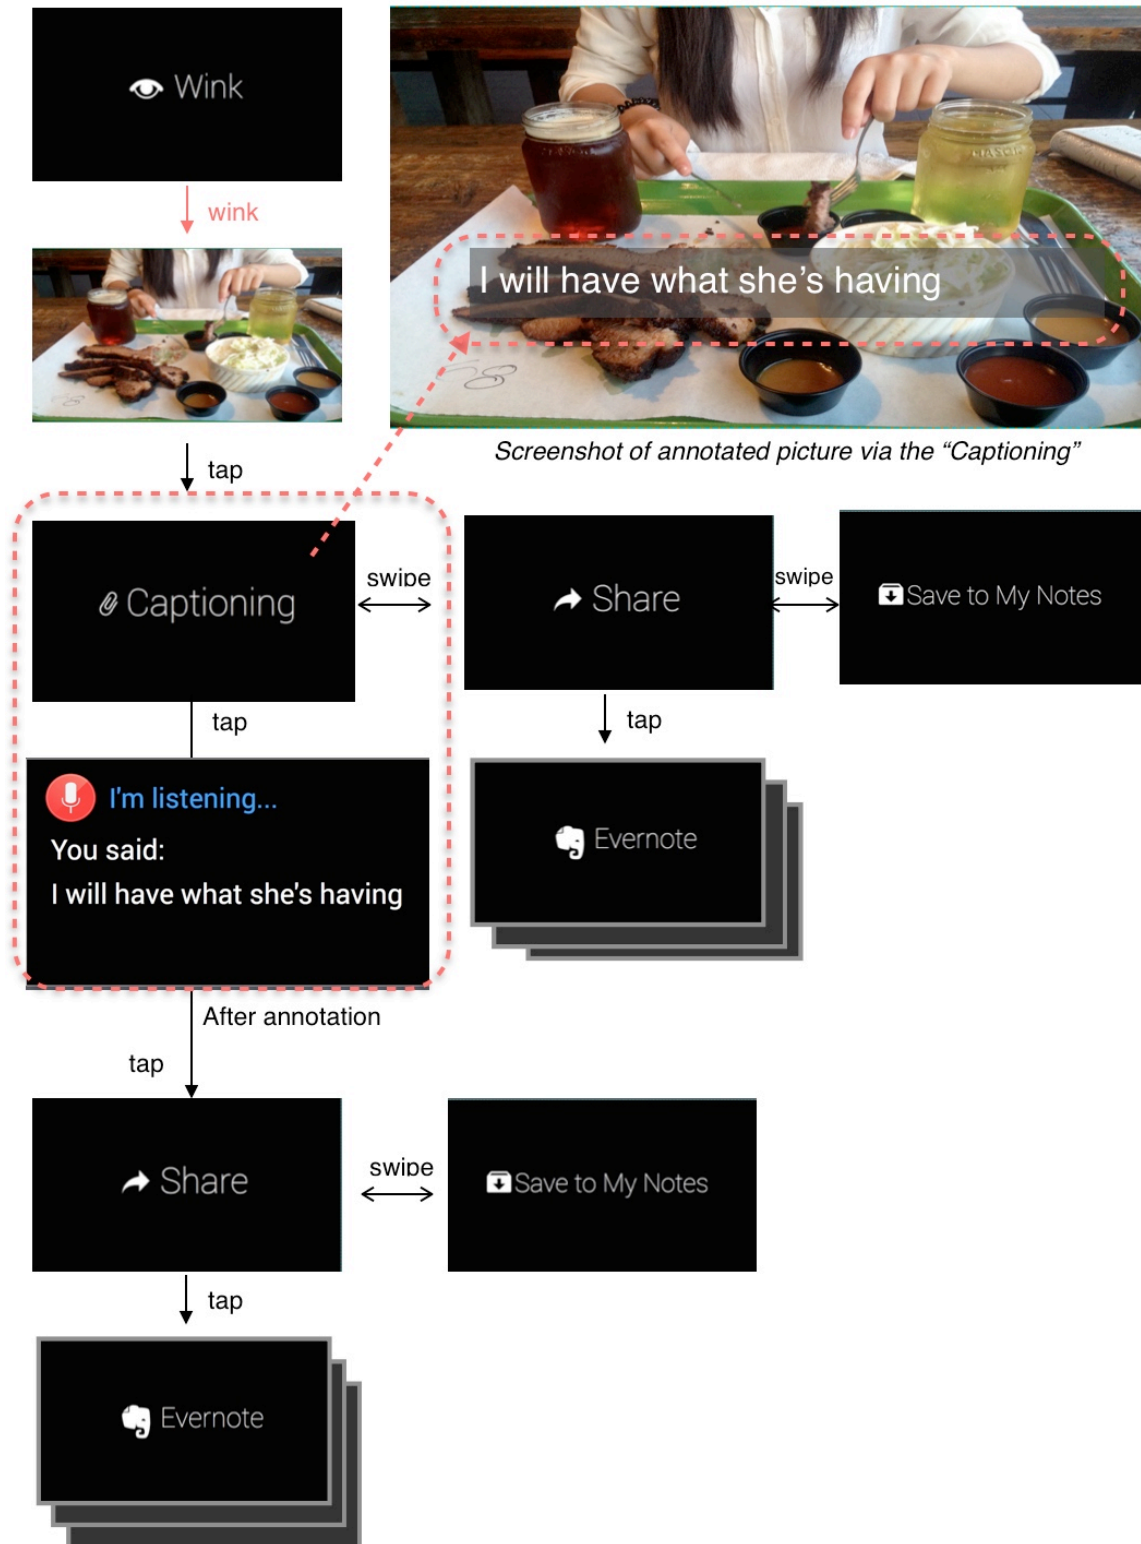 Wink
wink
I will have what she's having
Screenshot of annotated picture via the “Captioning”
tap
Captioning
swipe
Share
swipe
Save to My Notes
tap
tap
I'm listening...
You said:
I will have what she's having
Evernote
After annotation
tap
Share
swipe
Save to My Notes
tap
Evernote